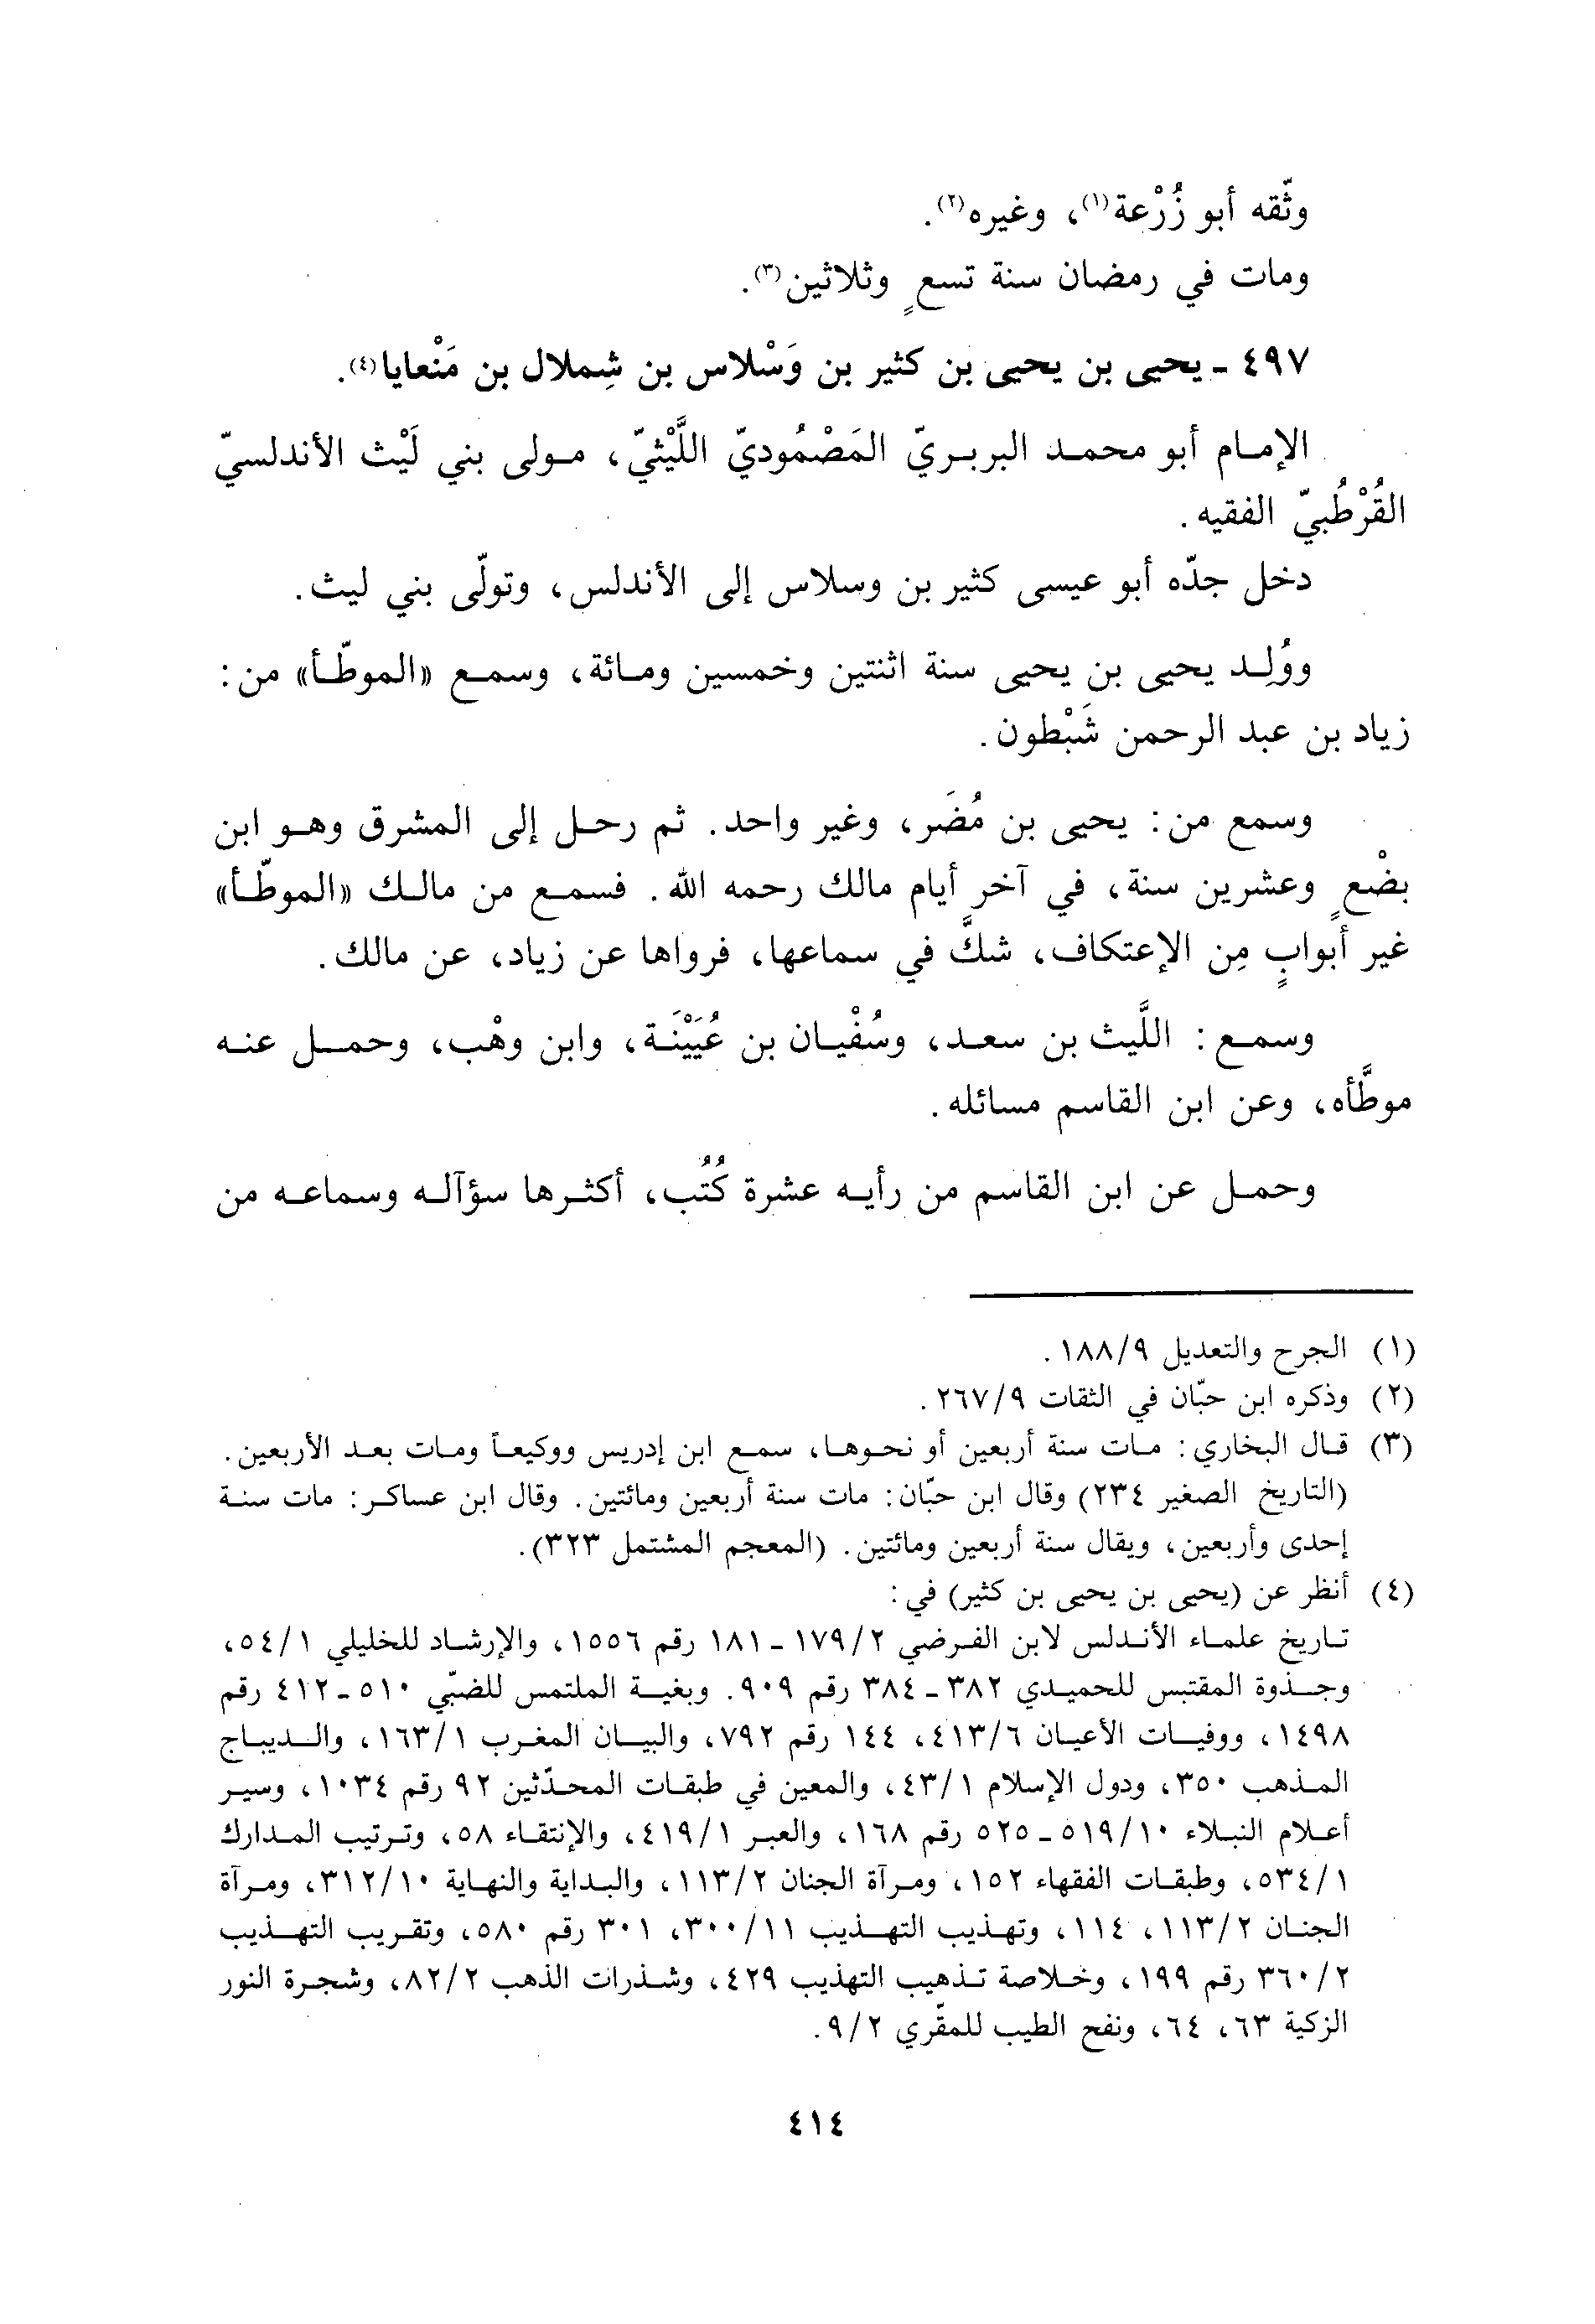 وثّقه أبو زُرْعة(١)، وغيره(٢).
ومات في رمضان سنة تسعٍ وثلاثين(٣).
٤٩٧ ـ يحيى بن يحيى بن كثير بن وَسْلاس بن شِملال بن مَنْعايا(٤).
الإمام أبو محمد البربريّ المَصْمُوديّ اللَّيْثيّ، مولى بني لَيْث الأندلسيّ
القُرْطُبيّ الفقيه.
دخل جدّه أبو عيسى كثير بن وسلاس إلى الأندلس، وتولّى بني ليث.
ووُلِد يحيى بن يحيى سنة اثنتين وخمسين ومائة، وسمع «الموطّأ» من:
زياد بن عبد الرحمن شَبْطون.
وسمع من: يحيى بن مُضَر، وغير واحد. ثم رحل إلى المشرق وهو ابن
بضْعٍ وعشرين سنة، في آخر أيام مالك رحمه الله. فسمع من مالك «الموطّأ»
غير أبوابٍ مِن الإعتكاف، شكَّ في سماعها، فرواها عن زياد، عن مالك.
وسمع: اللَّيث بن سعد، وسُفْيان بن عُيَيْنَة، وابن وهْب، وحمل عنه
موطَّأه، وعن ابن القاسم مسائله.
وحمل عن ابن القاسم من رأيه عشرة كُتُب، أكثرها سؤآله وسماعه من
(١) الجرح والتعديل ١٨٨/٩.
(٢) وذكره ابن حبّان في الثقات ٢٦٧/٩.
(٣) قال البخاري: مات سنة أربعين أو نحوها، سمع ابن إدريس ووكيعاً ومات بعد الأربعين.
(التاريخ الصغير ٢٣٤) وقال ابن حبّان: مات سنة أربعين ومائتين. وقال ابن عساكر: مات سنة
إحدى وأربعين، ويقال سنة أربعين ومائتين. (المعجم المشتمل ٣٢٣).
(٤) أنظر عن (يحيى بن يحيى بن كثير) في:
تاريخ علماء الأندلس لابن الفرضي ١٧٩/٢ ـ ١٨١ رقم ١٥٥٦، والإرشاد للخليلي ٥٤/١،
وجذوة المقتبس للحميدي ٣٨٢ ـ ٣٨٤ رقم ٩٠٩. وبغية الملتمس للضبّي ٥١٠ ـ ٤١٢ رقم
١٤٩٨، ووفيات الأعيان ٤١٣/٦، ١٤٤ رقم ٧٩٢، والبيان المغرب ١٦٣/١، والديباج
المذهب ٣٥٠، ودول الإسلام ٤٣/١، والمعين في طبقات المحدّثين ٩٢ رقم ١٠٣٤، وسير
أعلام النبلاء ٥١٩/١٠ ـ ٥٢٥ رقم ١٦٨، والعبر ٤١٩/١، والإنتقاء ٥٨، وترتيب المدارك
٥٣٤/١، وطبقات الفقهاء ١٥٢، ومرآة الجنان ١١٣/٢، والبداية والنهاية ٣١٢/١٠، ومرآة
الجنان ١١٣/٢، ١١٤، وتهذيب التهذيب ٣٠٠/١١، ٣٠١ رقم ٥٨٠، وتقريب التهذيب
٣٦٠/٢ رقم ١٩٩، وخلاصة تذهيب التهذيب ٤٢٩، وشذرات الذهب ٨٢/٢، وشجرة النور
الزكية ٦٣، ٦٤، ونفح الطيب للمقّري ٩/٢.
٤١٤